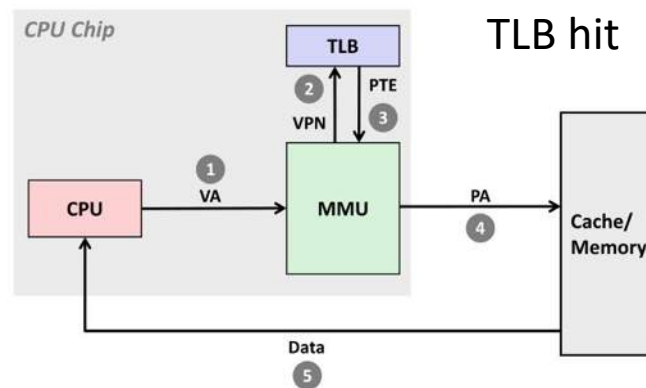 CPU Chip
TLB hit
TLB
2
PTE
VPN
3
1
VA
CPU
MMU
PA
4
Cache/
Memory
Data
5